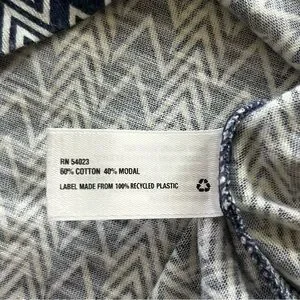 RN 54023
60% COTTON 40% MODAL
LABEL MADE FROM 100% RECYCLED PLASTIC